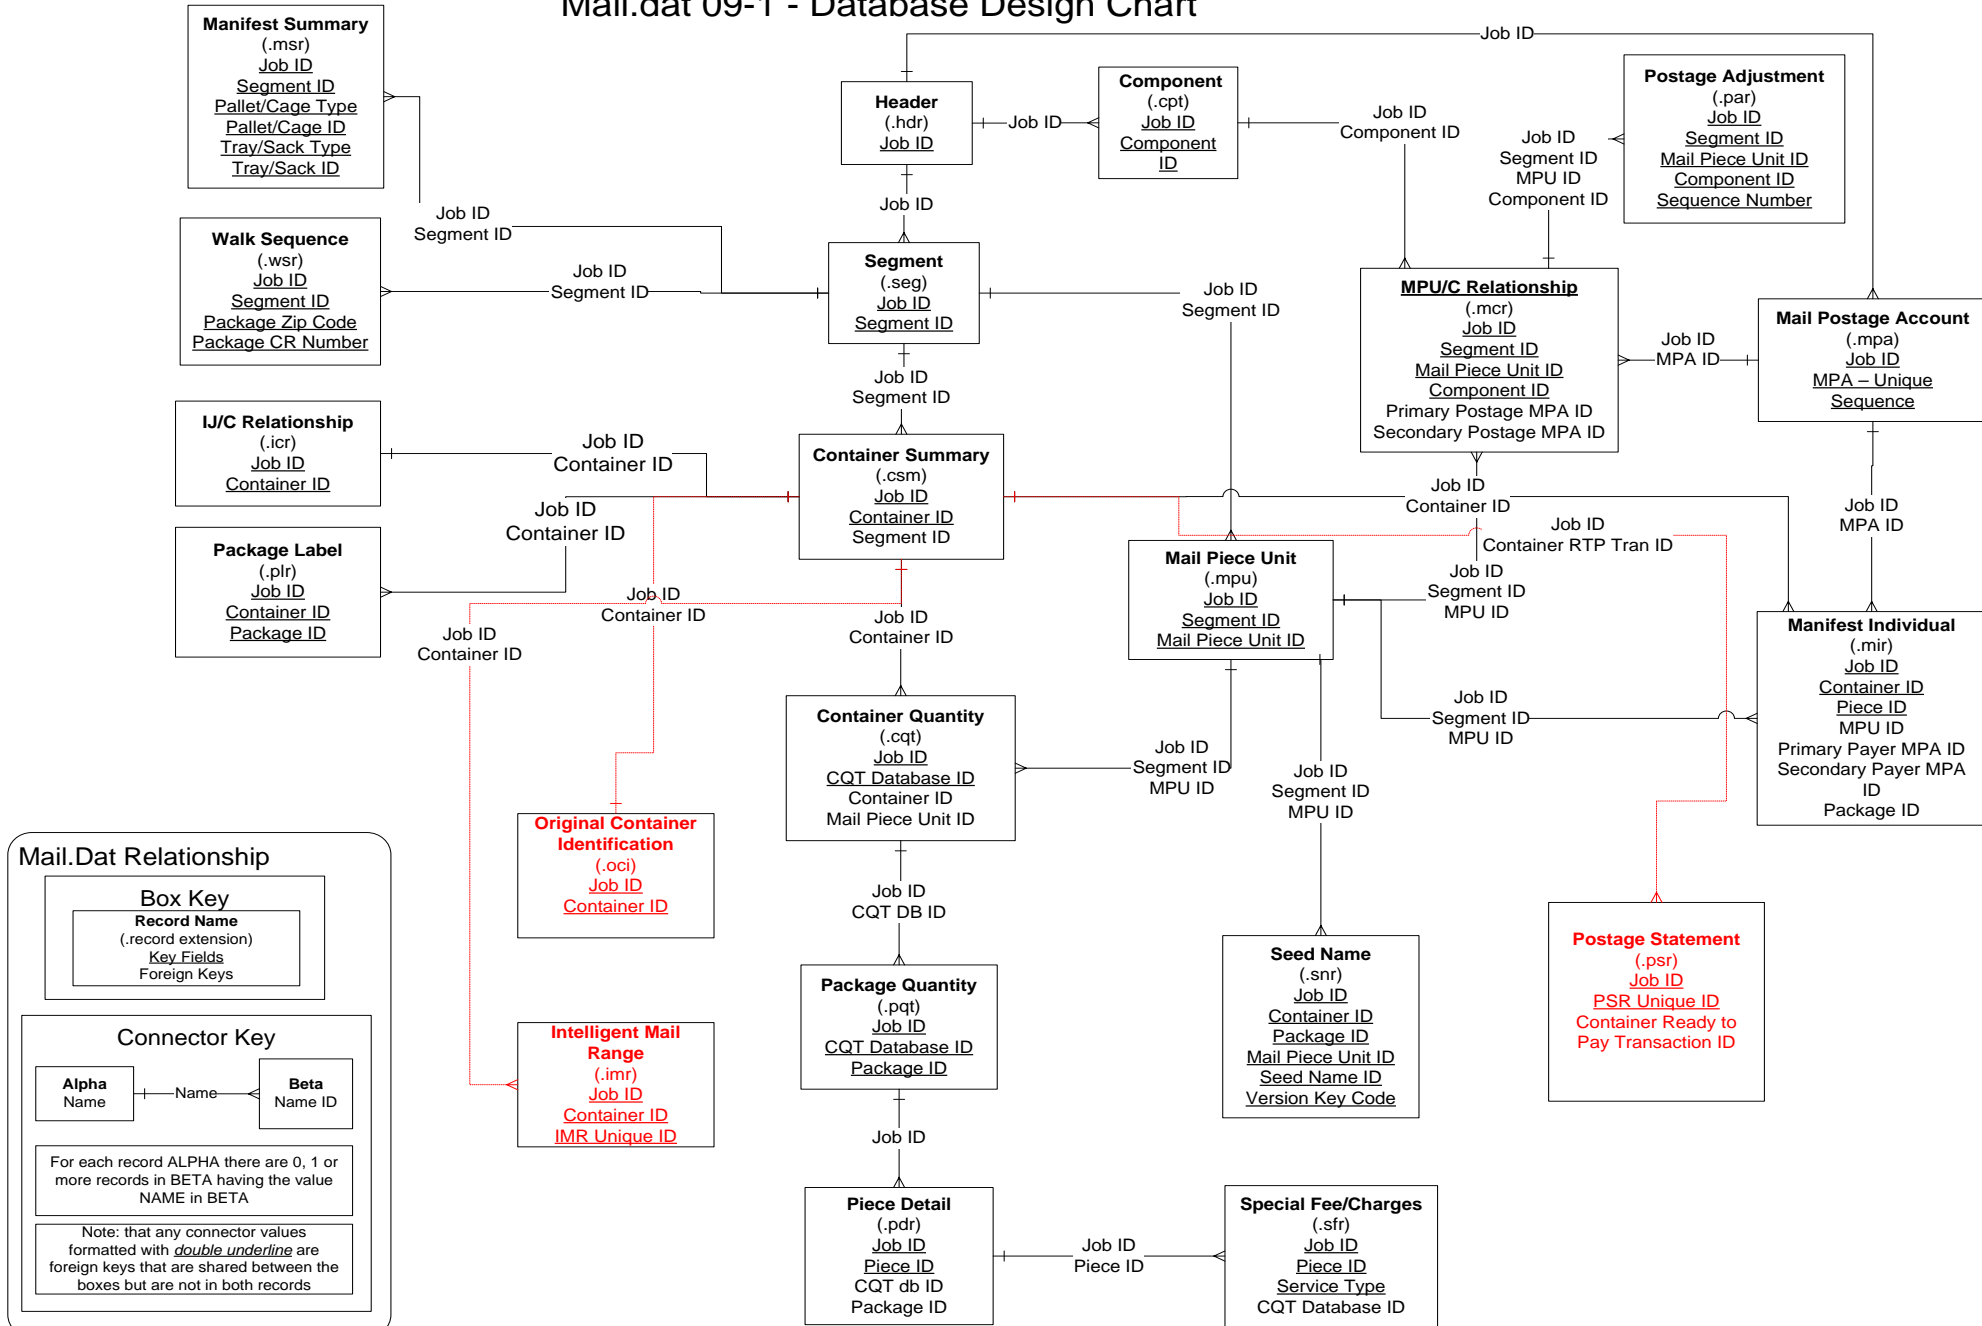 Mail.dat 09-1 - Database Design Chart
Manifest Summary
(.msr)
Job ID
Segment ID
Pallet/Cage Type
Pallet/Cage ID
Tray/Sack Type
Tray/Sack ID
Header
(.hdr)
Job ID
Job ID
Component
(.cpt)
Job ID
Component
ID
Job ID
Job ID
Component ID
Postage Adjustment
(.par)
Job ID
Segment ID
Mail Piece Unit ID
Component ID
Sequence Number
Job ID
Segment ID
MPU ID
Component ID
Job ID
Segment ID
Job ID
Walk Sequence
(.wsr)
Job ID
Segment ID
Package Zip Code
Package CR Number
Job ID
Segment ID
Segment
(.seg)
Job ID
Segment ID
Job ID
Segment ID
MPU/C Relationship
(.mcr)
Job ID
Segment ID
Mail Piece Unit ID
Component ID
Primary Postage MPA ID
Secondary Postage MPA ID
Job ID
MPA ID
Mail Postage Account
(.mpa)
Job ID
MPA – Unique
Sequence
Job ID
Segment ID
IJ/C Relationship
(.icr)
Job ID
Container ID
Job ID
Container ID
Container Summary
(.csm)
Job ID
Container ID
Segment ID
Job ID
Container ID
Job ID
MPA ID
Job ID
Container ID
Job ID
Container RTP Tran ID
Package Label
(.plr)
Job ID
Container ID
Package ID
Job ID
Container ID
Job ID
Container ID
Job ID
Container ID
Mail Piece Unit
(.mpu)
Job ID
Segment ID
Mail Piece Unit ID
Job ID
Segment ID
MPU ID
Manifest Individual
(.mir)
Job ID
Container ID
Piece ID
MPU ID
Primary Payer MPA ID
Secondary Payer MPA
ID
Package ID
Job ID
Segment ID
MPU ID
Container Quantity
(.cqt)
Job ID
CQT Database ID
Container ID
Mail Piece Unit ID
Job ID
Segment ID
MPU ID
Job ID
Segment ID
MPU ID
Original Container
Identification
(.oci)
Job ID
Container ID
Job ID
CQT DB ID
Mail.Dat Relationship
Box Key
Record Name
(.record extension)
Key Fields
Foreign Keys
Connector Key
Alpha
Name
Name
Beta
Name ID
For each record ALPHA there are 0, 1 or
more records in BETA having the value
NAME in BETA
Note: that any connector values
formatted with double underline are
foreign keys that are shared between the
boxes but are not in both records
Intelligent Mail
Range
(.imr)
Job ID
Container ID
IMR Unique ID
Package Quantity
(.pqt)
Job ID
CQT Database ID
Package ID
Job ID
Seed Name
(.snr)
Job ID
Container ID
Package ID
Mail Piece Unit ID
Seed Name ID
Version Key Code
Postage Statement
(.psr)
Job ID
PSR Unique ID
Container Ready to
Pay Transaction ID
Piece Detail
(.pdr)
Job ID
Piece ID
CQT db ID
Package ID
Job ID
Piece ID
Special Fee/Charges
(.sfr)
Job ID
Piece ID
Service Type
CQT Database ID